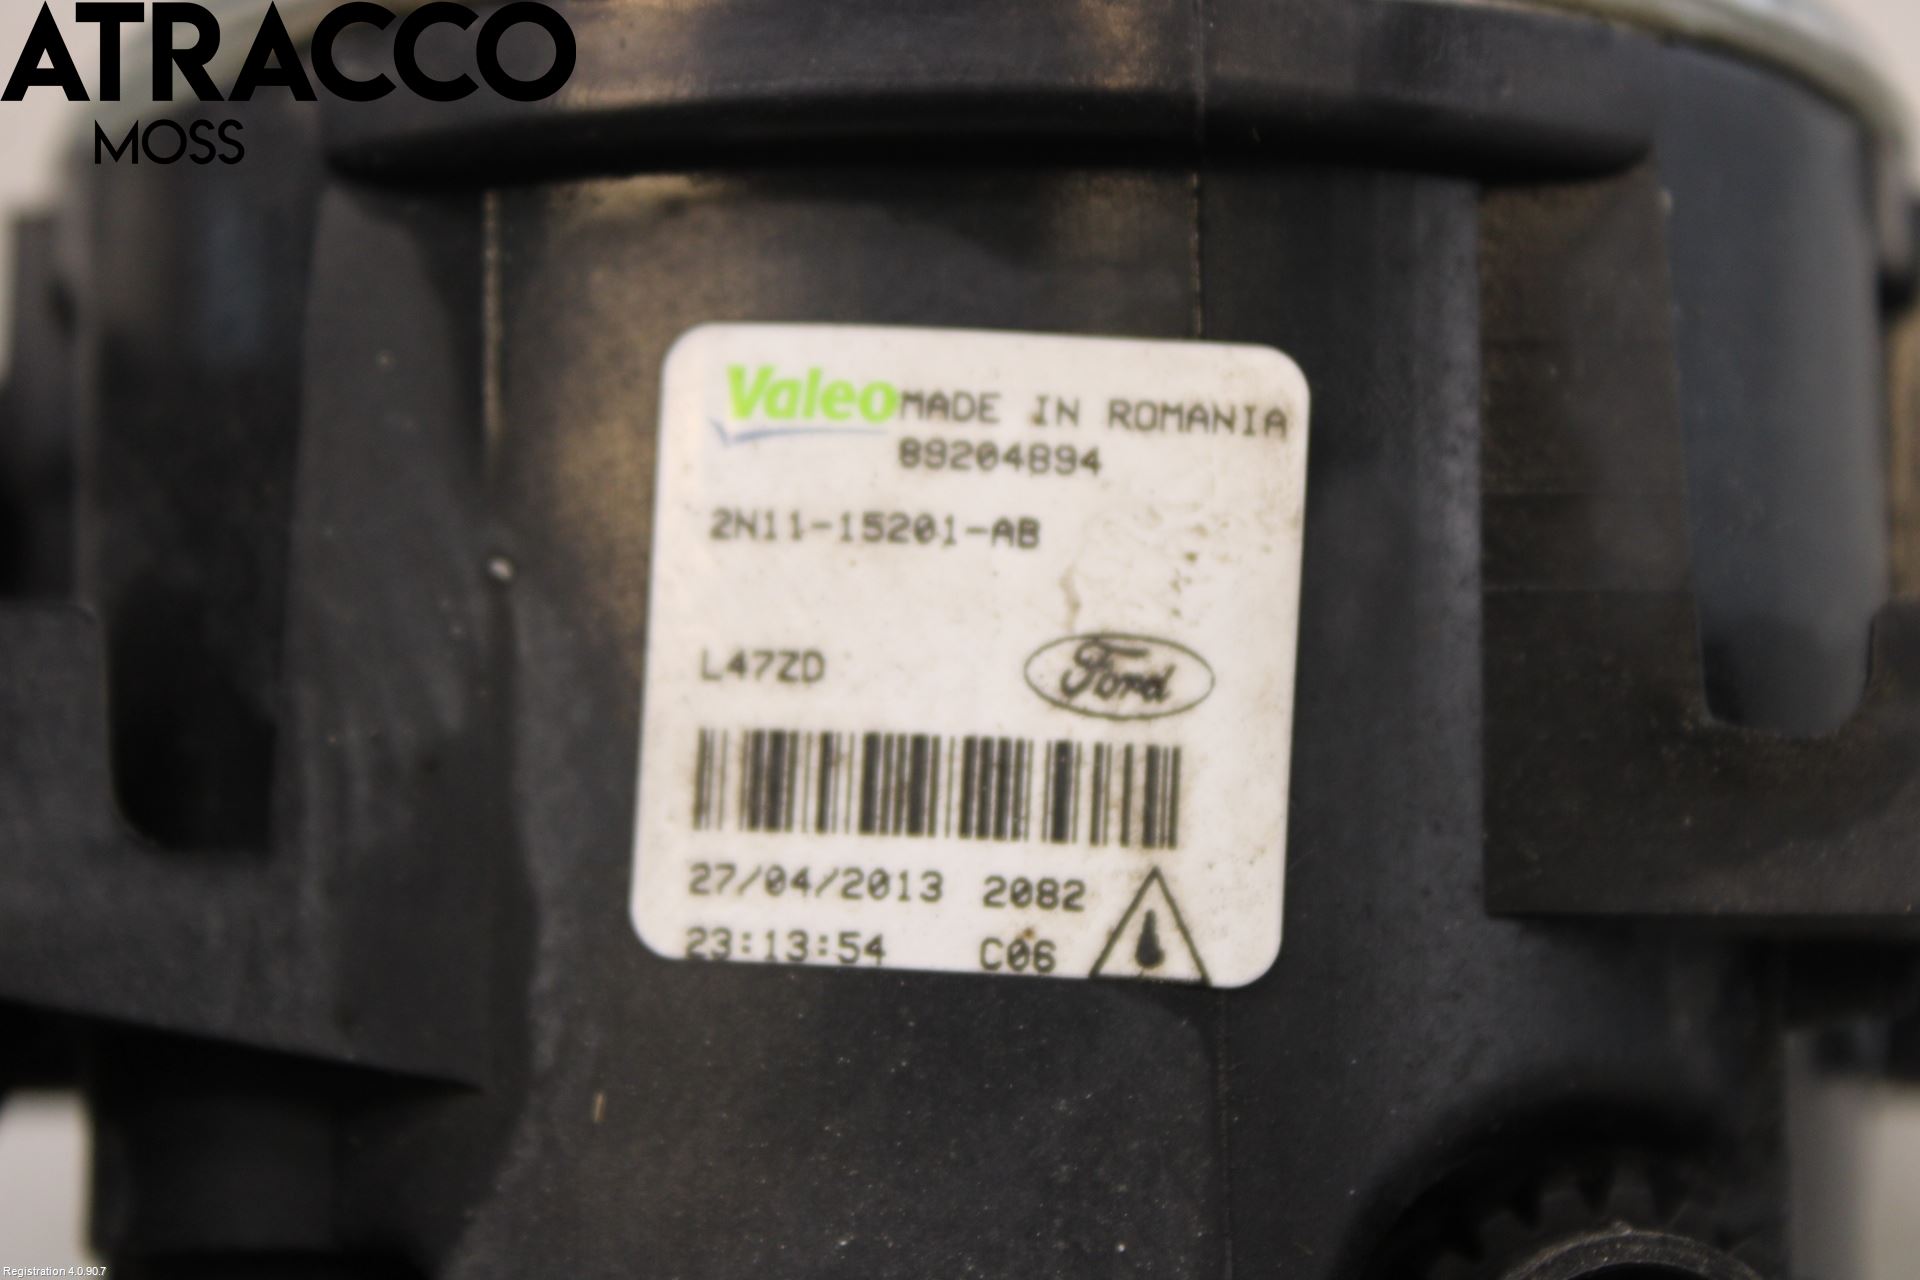 ATRACCO
MOSS
Valeo MADE IN ROMANIA
89204894
2N11-15201-AB
L47ZD
Ford
27/04/2013 2082
23:13:54 C06
Registration 4.0.90.7